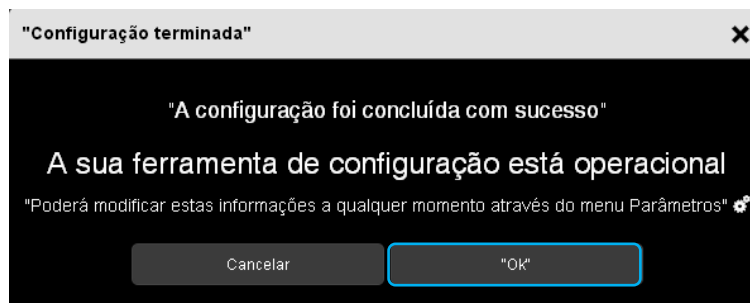 "Configuração terminada"
"A configuração foi concluída com sucesso"
A sua ferramenta de configuração está operacional
"Poderá modificar estas informações a qualquer momento através do menu Parâmetros"
Cancelar
"Ok"